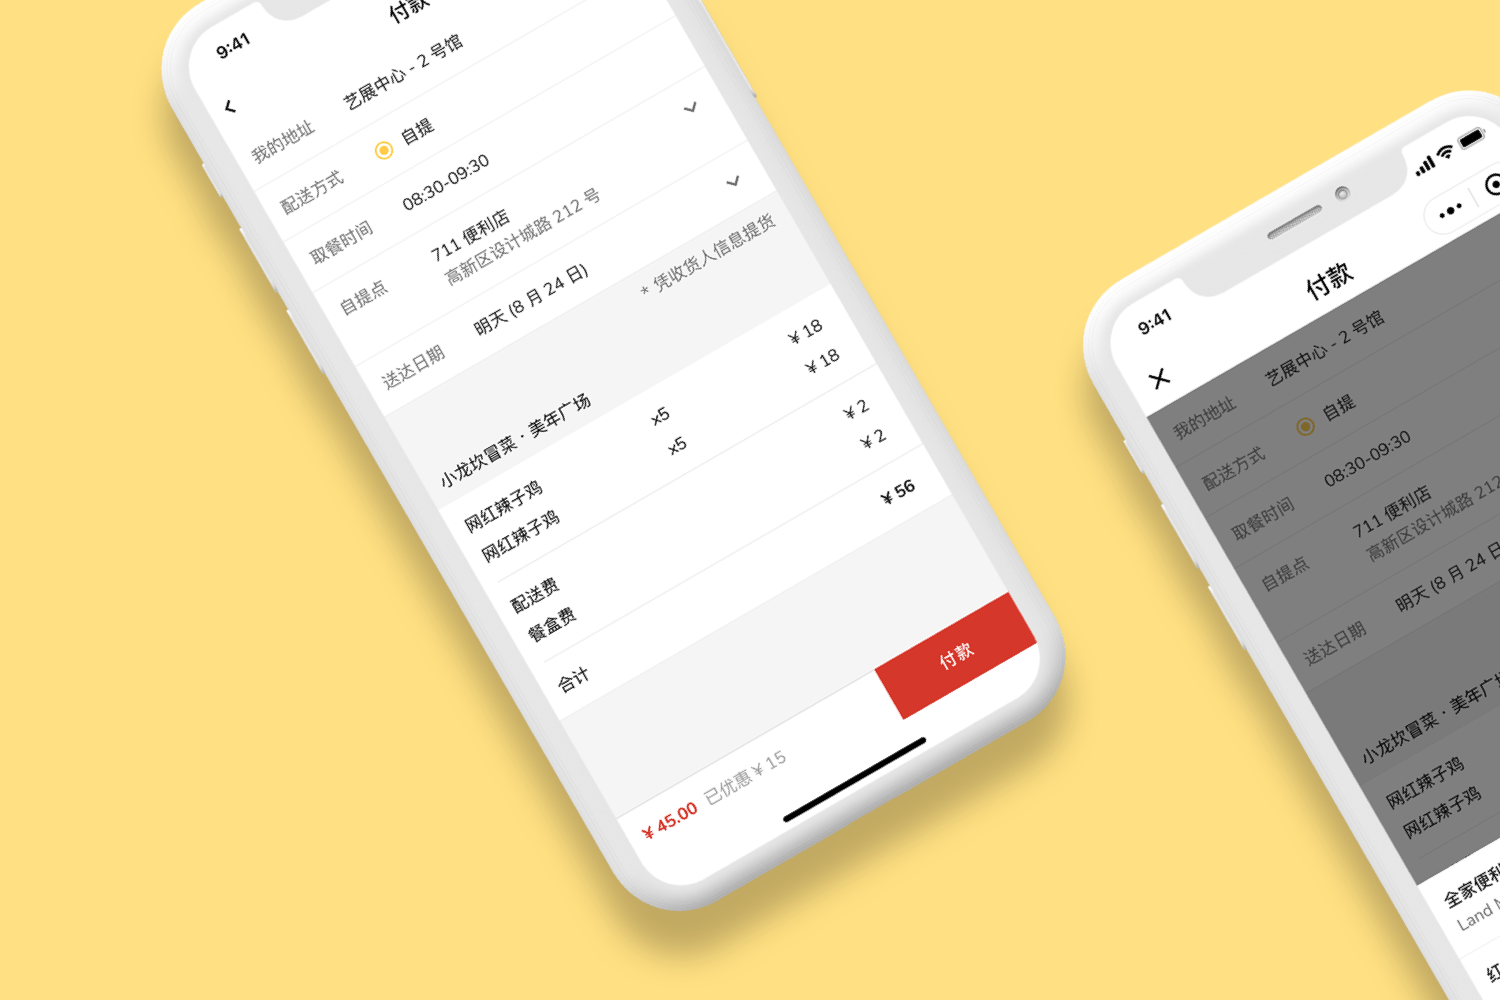 9:41
付款
我的地址 艺展中心 - 2 号馆
配送方式 自提
取餐时间 08:30-09:30
自提点 711 便利店
高新区设计城路 212 号
送达日期 明天 (8 月 24 日)
* 凭收货人信息提货
小龙坎冒菜 · 美年广场
网红辣子鸡 x5 ¥ 18
网红辣子鸡 x5 ¥ 18
配送费 ¥ 2
餐盒费 ¥ 2
合计 ¥ 56
¥ 45.00 已优惠 ¥ 15 付款
9:41
付款
我的地址 艺展中心 - 2 号馆
配送方式 自提
取餐时间 08:30-09:30
自提点 711 便利店
高新区设计城路 212
送达日期 明天 (8 月 24 日
小龙坎冒菜 · 美年广场
网红辣子鸡
网红辣子鸡
全家便利
Land
红